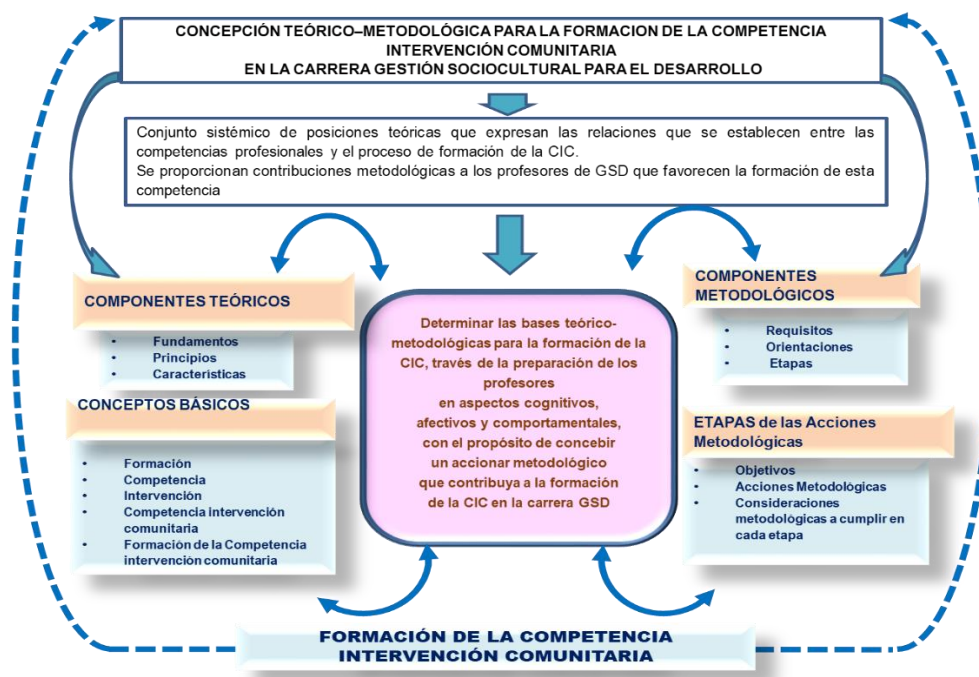 CONCEPCIÓN TEÓRICO–METODOLÓGICA PARA LA FORMACION DE LA COMPETENCIA
INTERVENCIÓN COMUNITARIA
EN LA CARRERA GESTIÓN SOCIOCULTURAL PARA EL DESARROLLO
Conjunto sistémico de posiciones teóricas que expresan las relaciones que se establecen entre las
competencias profesionales y el proceso de formación de la CIC.
Se proporcionan contribuciones metodológicas a los profesores de GSD que favorecen la formación de esta
competencia
COMPONENTES TEÓRICOS
• Fundamentos
• Principios
• Características
CONCEPTOS BÁSICOS
• Formación
• Competencia
• Intervención
• Competencia intervención
comunitaria
• Formación de la Competencia
intervención comunitaria
Determinar las bases teórico-
metodológicas para la formación de la
CIC, través de la preparación de los
profesores
en aspectos cognitivos,
afectivos y comportamentales,
con el propósito de concebir
un accionar metodológico
que contribuya a la formación
de la CIC en la carrera GSD
COMPONENTES
METODOLÓGICOS
• Requisitos
• Orientaciones
• Etapas
ETAPAS de las Acciones
Metodológicas
• Objetivos
• Acciones Metodológicas
• Consideraciones
metodológicas a cumplir en
cada etapa
FORMACIÓN DE LA COMPETENCIA
INTERVENCIÓN COMUNITARIA